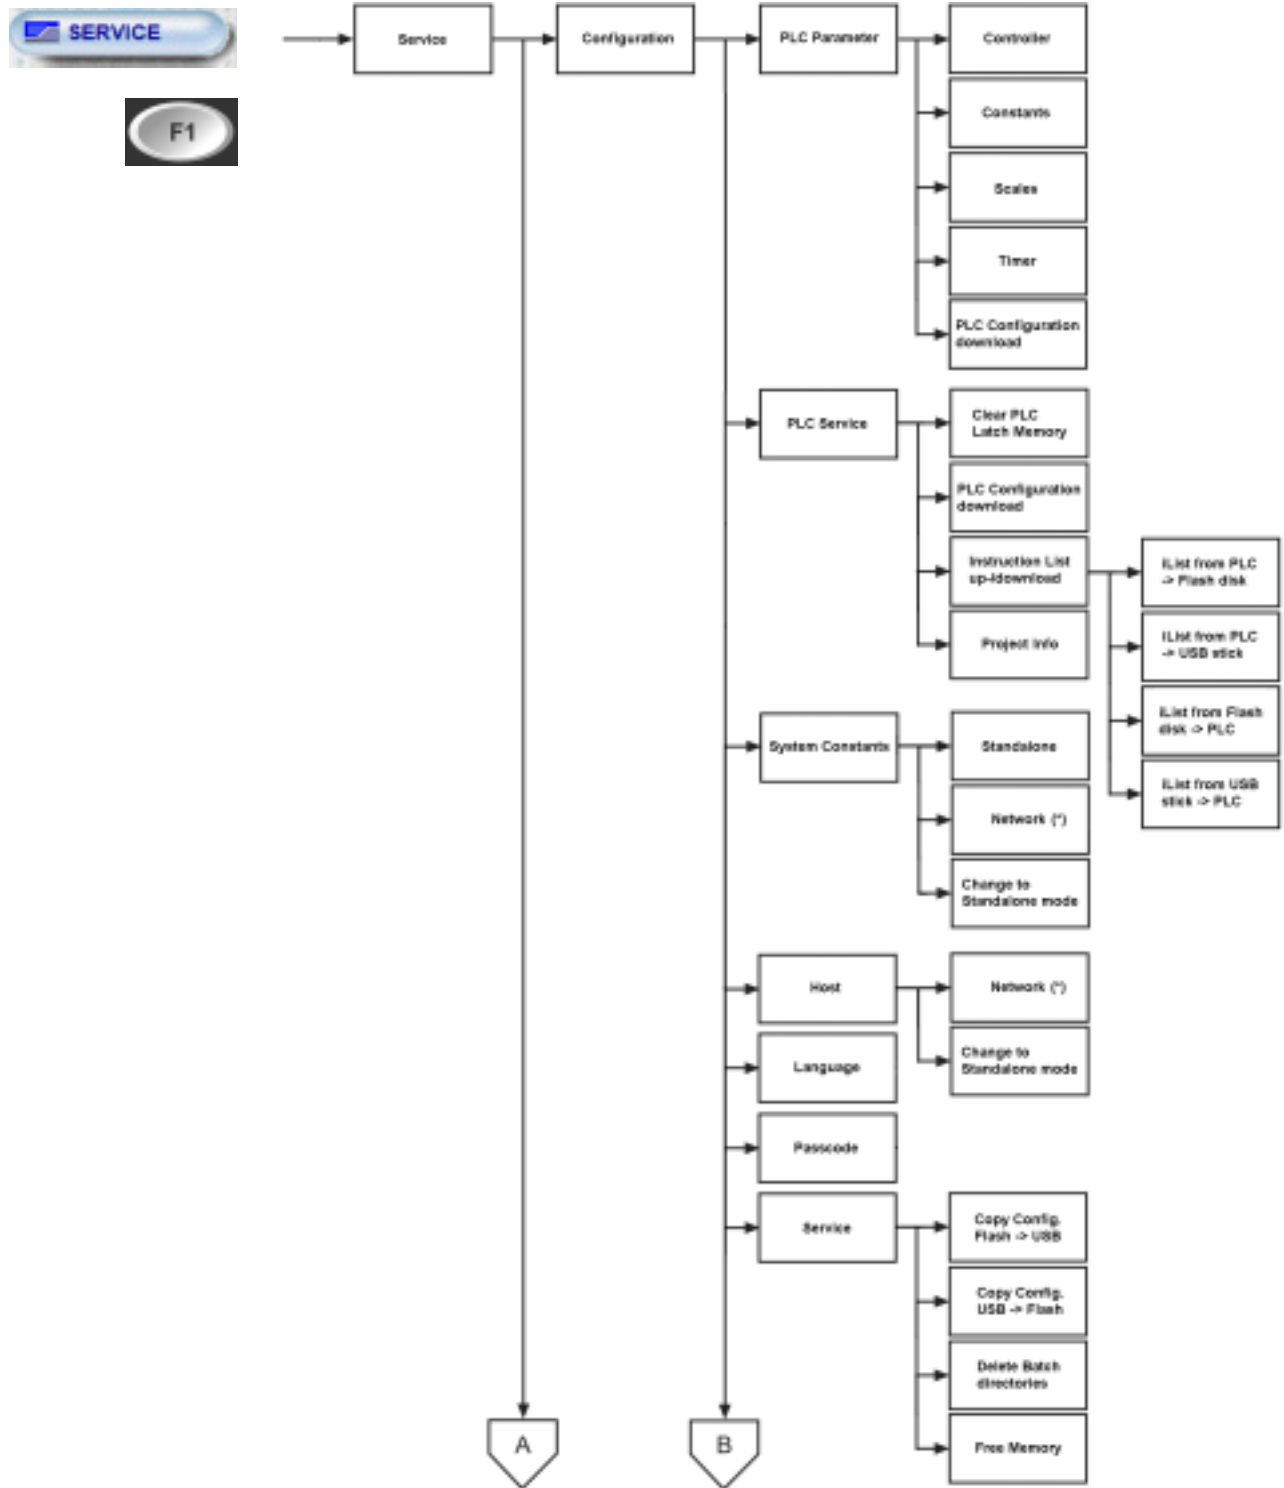 SERVICE
F1
Service
Configuration
PLC Parameter
Controller
Constants
Scales
Timer
PLC Configuration
download
PLC Service
Clear PLC
Latch Memory
PLC Configuration
download
Instruction List
up-/download
Project Info
IList from PLC
-> Flash disk
IList from PLC
-> USB stick
IList from Flash
disk -> PLC
IList from USB
stick -> PLC
System Constants
Standalone
Network (*)
Change to
Standalone mode
Host
Network (*)
Change to
Standalone mode
Language
Passcode
Service
Copy Config.
Flash -> USB
Copy Config.
USB -> Flash
Delete Batch
directories
Free Memory
A
B